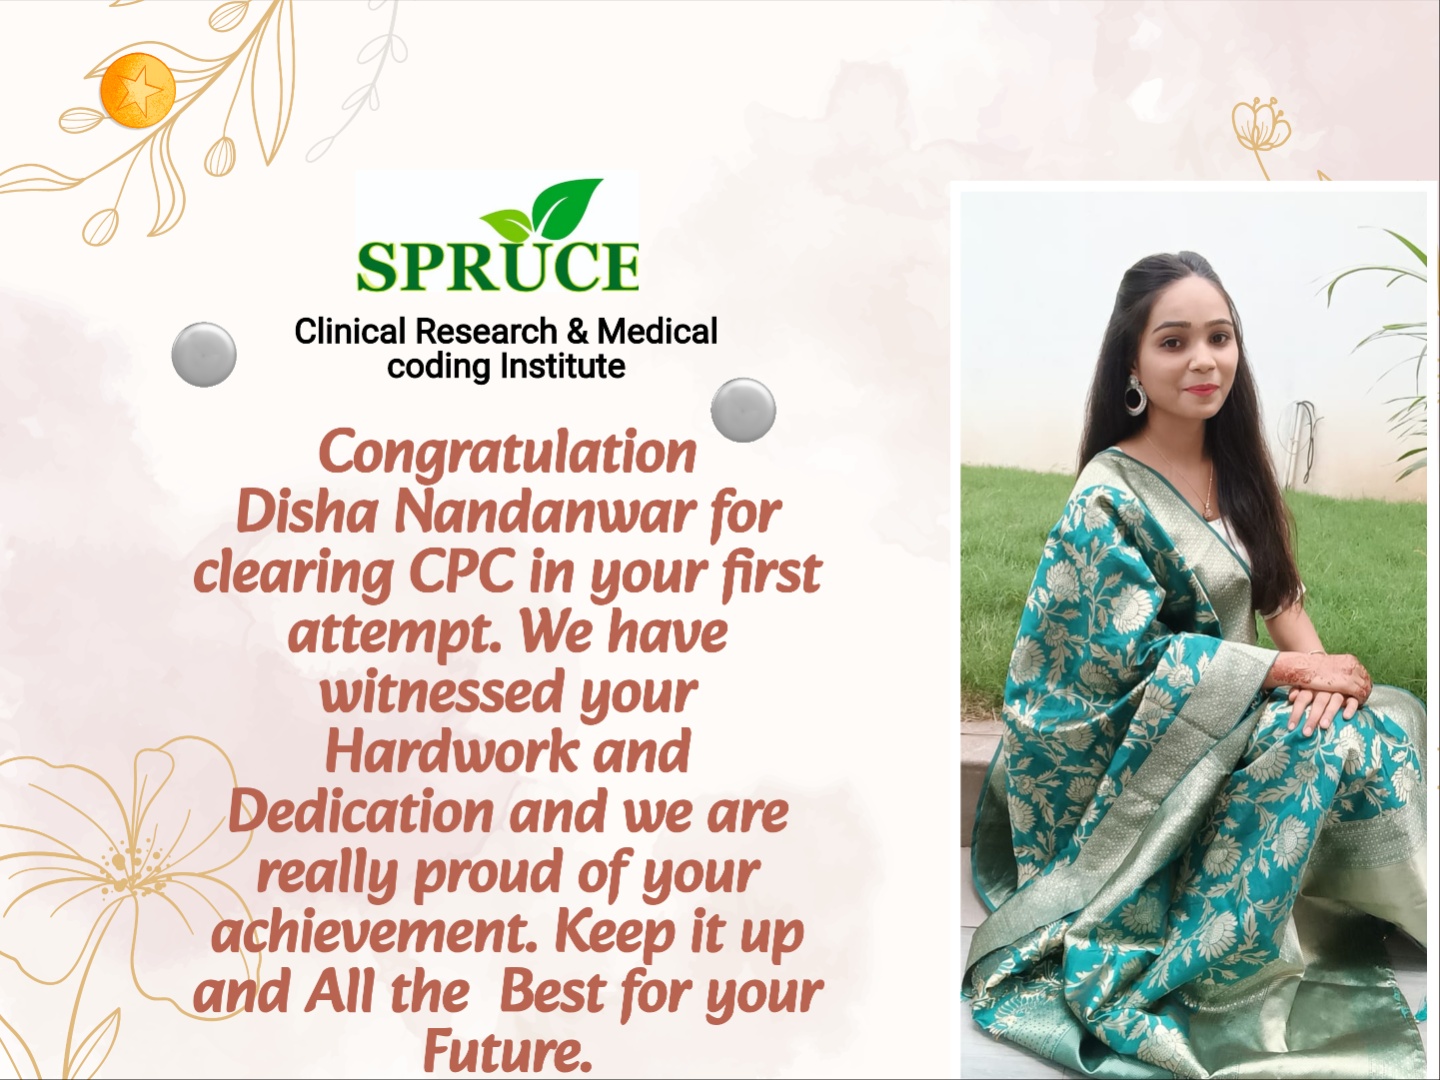 SPRUCE
Clinical Research & Medical
coding Institute
Congratulation
Disha Nandanwar for
clearing CPC in your first
attempt. We have
witnessed your
Hardwork and
Dedication and we are
really proud of your
achievement. Keep it up
and All the  Best for your
Future.